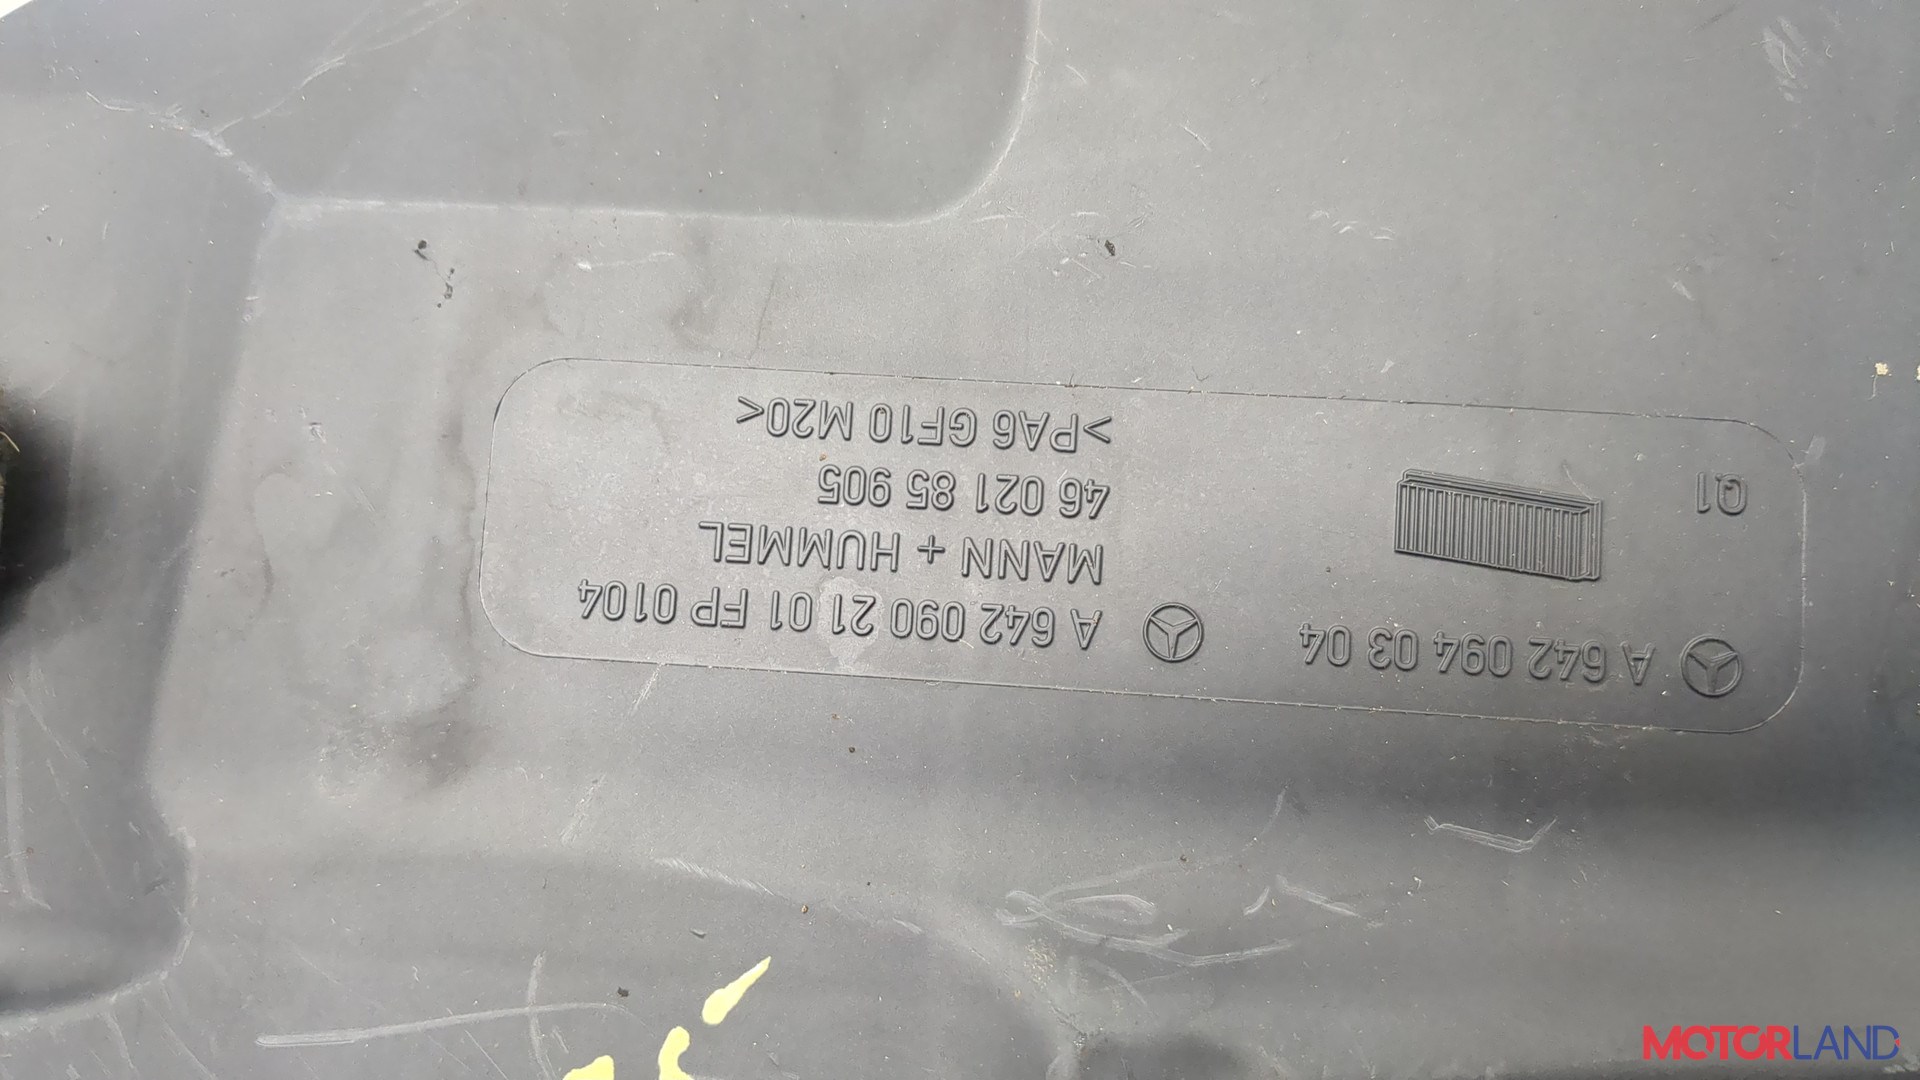 A 642 094 03 04
Q1
A 642 090 21 01 FP 0104
MANN + HUMMEL
46 021 85 905
>PA6 GF10 M20<
MOTORLAND